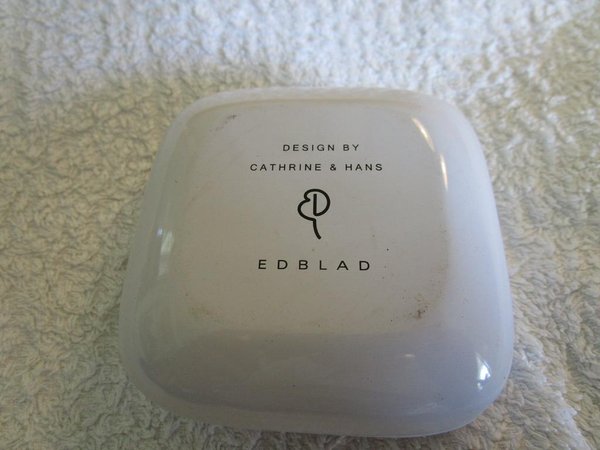 DESIGN BY
CATHRINE & HANS
EDBLAD